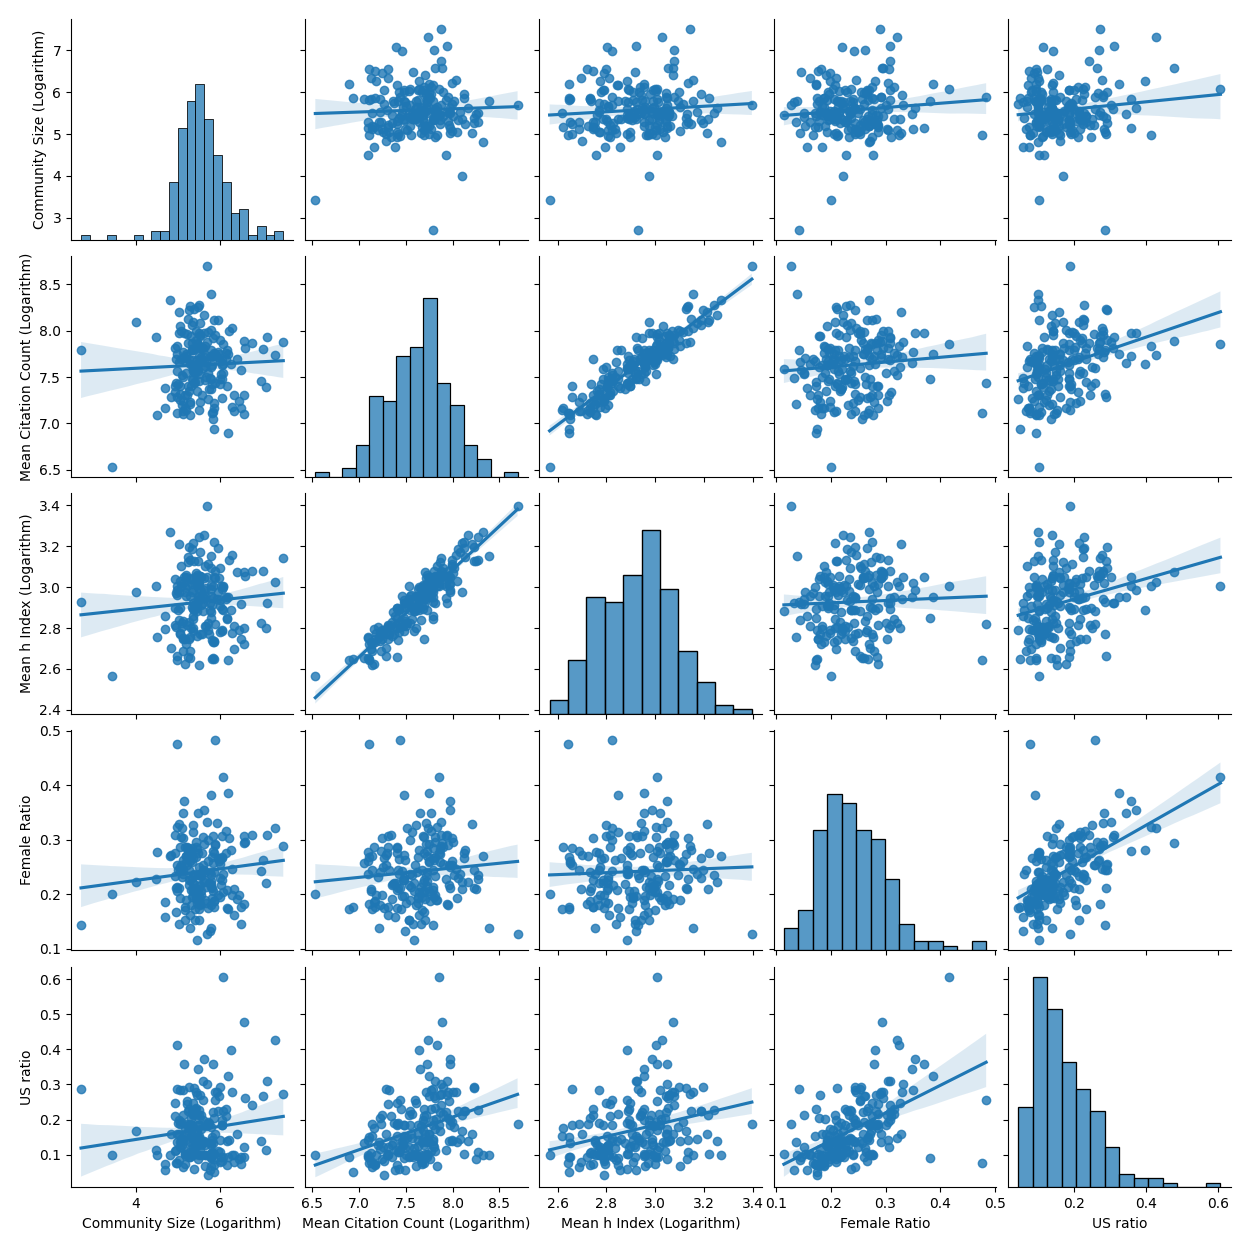 Community Size (Logarithm)
7
6
5
4
3
Mean Citation Count (Logarithm)
8.5
8.0
7.5
7.0
6.5
Mean h Index (Logarithm)
3.4
3.2
3.0
2.8
2.6
2.4
Female Ratio
0.5
0.4
0.3
0.2
0.1
US ratio
0.6
0.5
0.4
0.3
0.2
0.1
4 6
Community Size (Logarithm)
6.5 7.0 7.5 8.0 8.5
Mean Citation Count (Logarithm)
2.6 2.8 3.0 3.2 3.4
Mean h Index (Logarithm)
0.1 0.2 0.3 0.4 0.5
Female Ratio
0.2 0.4 0.6
US ratio